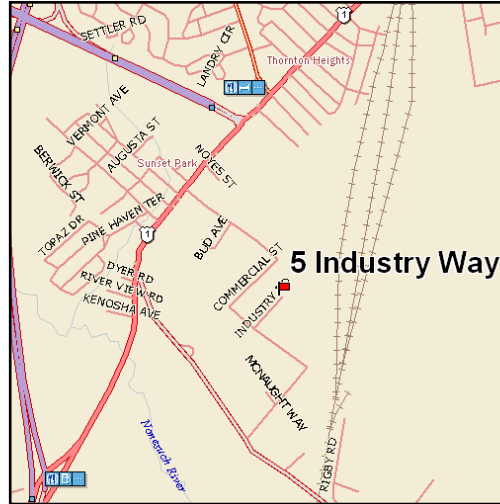 SETTLER RD
LANDRY CIR
1
Thornton Heights
VERMONT AVE
AUGUSTA ST
BERWICK ST
Sunset Park
NOYES ST
TOPAZ DR
PINE HAVEN TER
1
BUD AVE
DYER RD
RIVER VIEW RD
KENOSHA AVE
COMMERCIAL ST
5 Industry Way
INDUSTRY
MCNAUGHT WAY
Nonesuch River
RIGBY RD